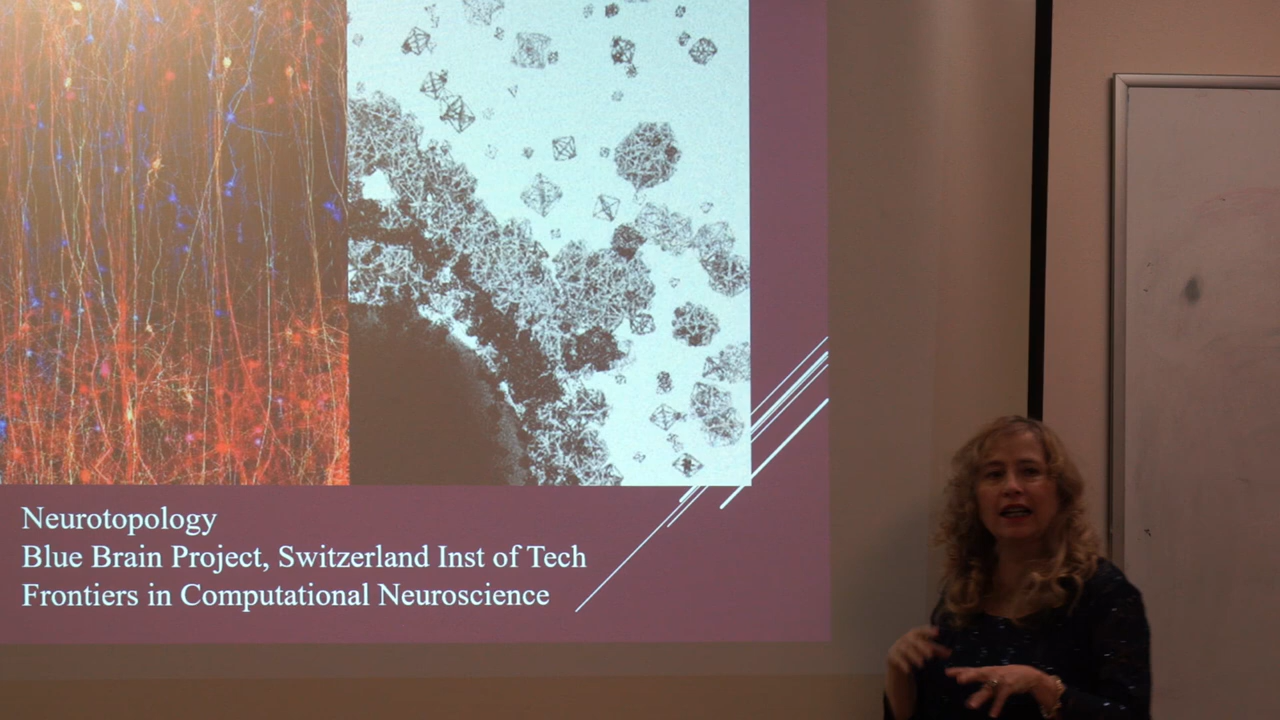 Neurotopology
Blue Brain Project, Switzerland Inst of Tech
Frontiers in Computational Neuroscience